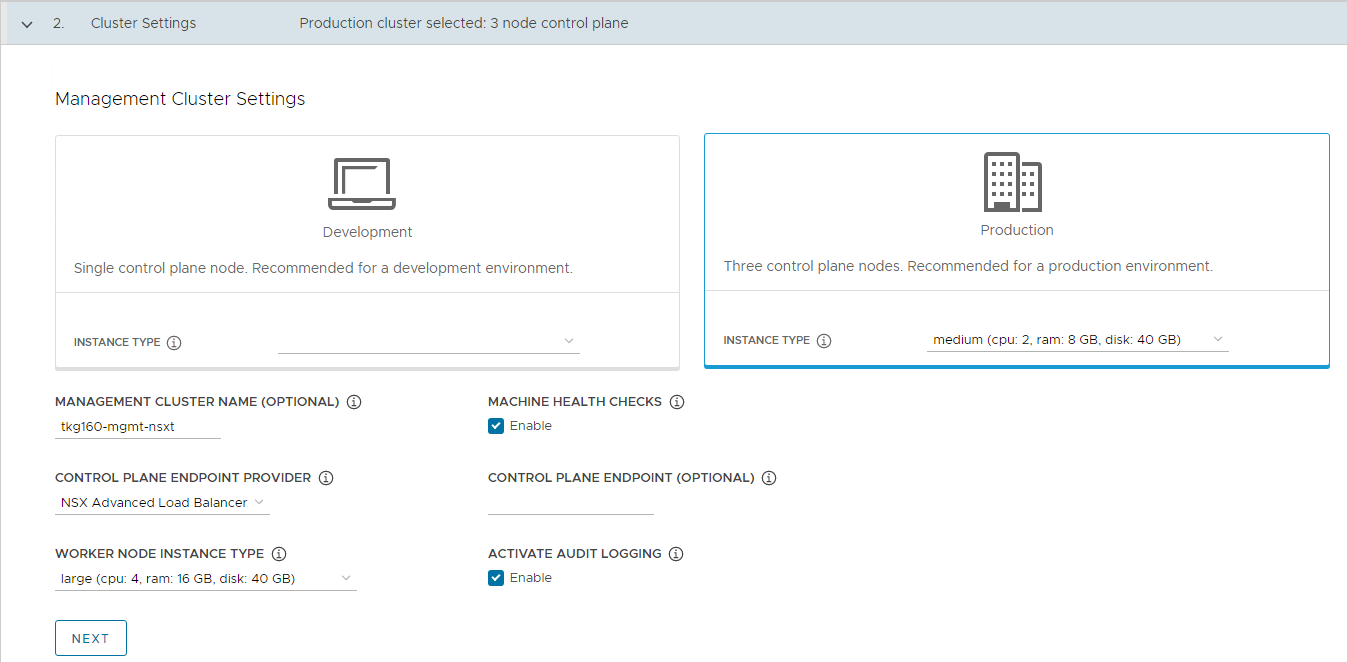 2. Cluster Settings Production cluster selected: 3 node control plane
Management Cluster Settings
Development
Single control plane node. Recommended for a development environment.
INSTANCE TYPE
Production
Three control plane nodes. Recommended for a production environment.
INSTANCE TYPE medium (cpu: 2, ram: 8 GB, disk: 40 GB)
MANAGEMENT CLUSTER NAME (OPTIONAL)
tkg160-mgmt-nsxt
MACHINE HEALTH CHECKS
Enable
CONTROL PLANE ENDPOINT PROVIDER
NSX Advanced Load Balancer
CONTROL PLANE ENDPOINT (OPTIONAL)
WORKER NODE INSTANCE TYPE
large (cpu: 4, ram: 16 GB, disk: 40 GB)
ACTIVATE AUDIT LOGGING
Enable
NEXT